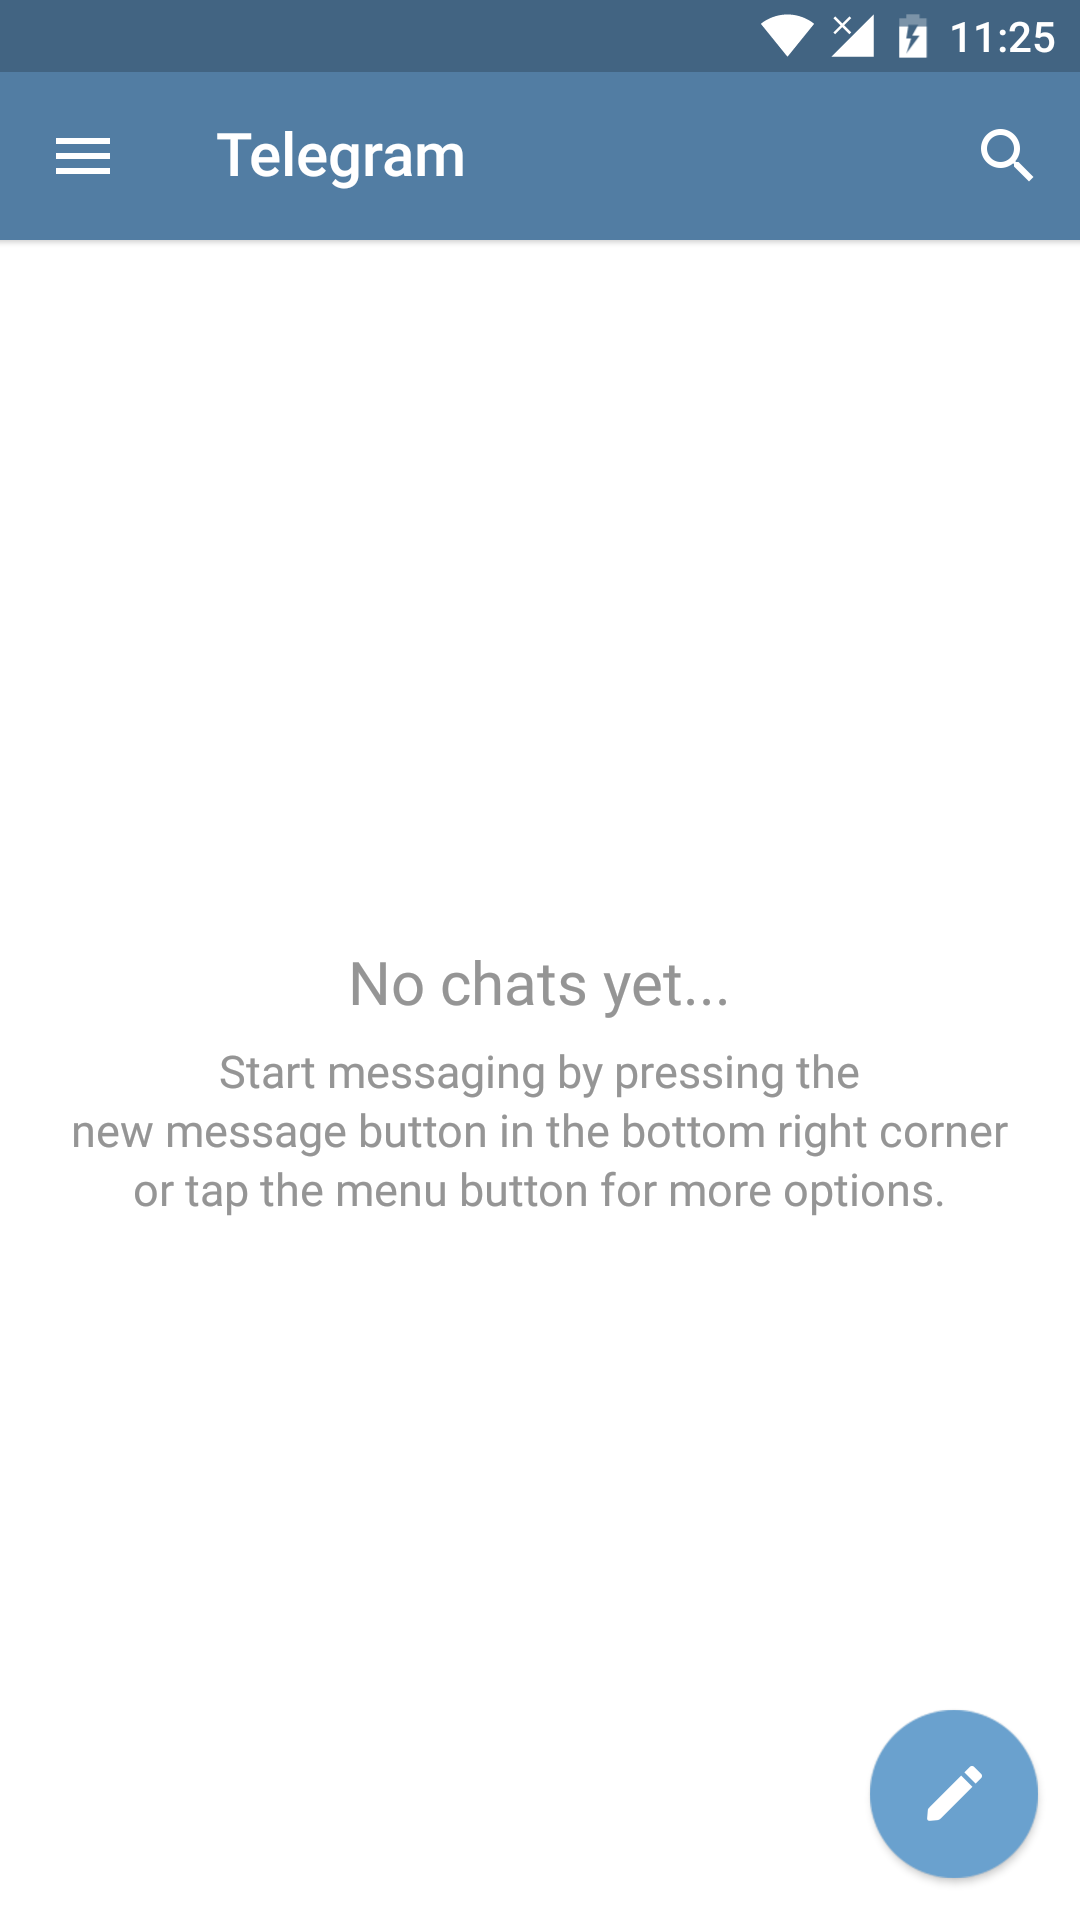 11:25
Telegram
No chats yet...
Start messaging by pressing the
new message button in the bottom right corner
or tap the menu button for more options.